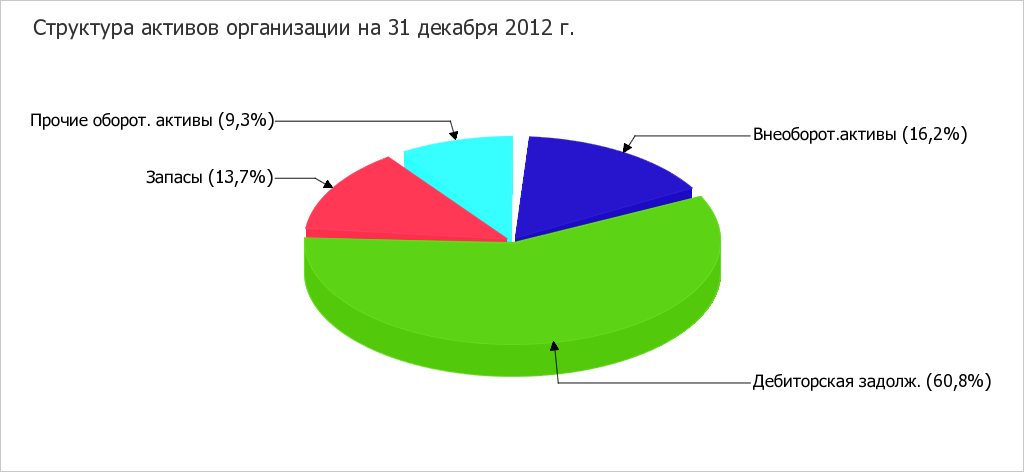 Структура активов организации на 31 декабря 2012 г.
Прочие оборот. активы (9,3%)
Внеоборот.активы (16,2%)
Запасы (13,7%)
Дебиторская задолж. (60,8%)